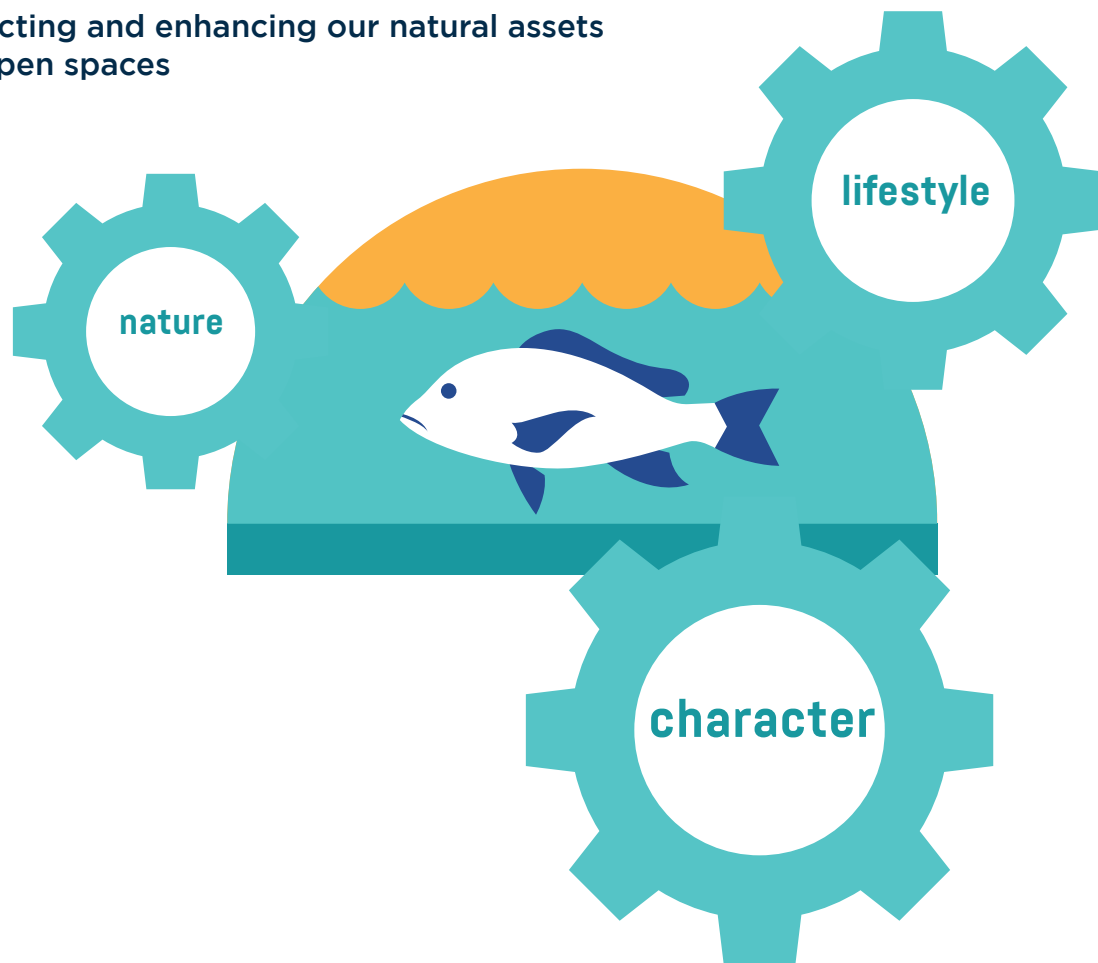 cting and enhancing our natural assets
pen spaces
lifestyle
nature
character